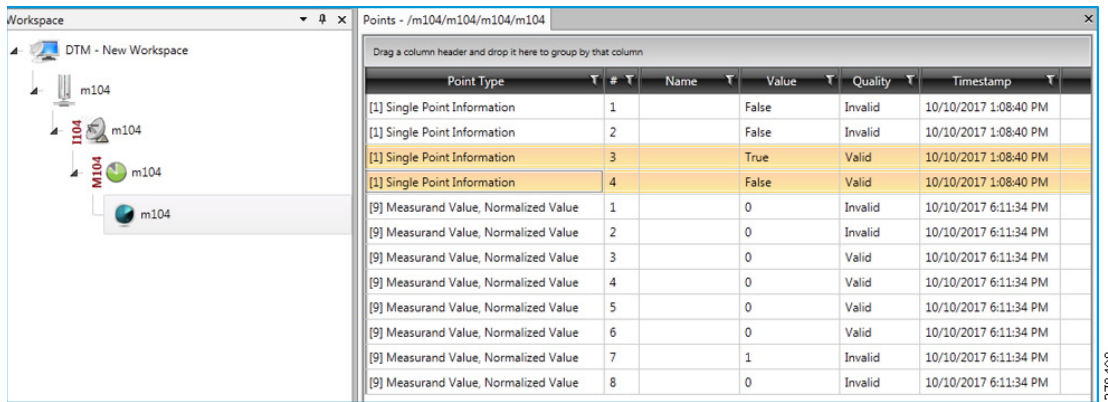 Workspace
Points - /m104/m104/m104/m104
DTM - New Workspace
m104
I104 m104
M104 m104
m104
Drag a column header and drop it here to group by that column
Point Type # Name Value Quality Timestamp
[1] Single Point Information 1 False Invalid 10/10/2017 1:08:40 PM
[1] Single Point Information 2 False Invalid 10/10/2017 1:08:40 PM
[1] Single Point Information 3 True Valid 10/10/2017 1:08:40 PM
[1] Single Point Information 4 False Valid 10/10/2017 1:08:40 PM
[9] Measurand Value, Normalized Value 1 0 Invalid 10/10/2017 6:11:34 PM
[9] Measurand Value, Normalized Value 2 0 Invalid 10/10/2017 6:11:34 PM
[9] Measurand Value, Normalized Value 3 0 Valid 10/10/2017 6:11:34 PM
[9] Measurand Value, Normalized Value 4 0 Valid 10/10/2017 6:11:34 PM
[9] Measurand Value, Normalized Value 5 0 Valid 10/10/2017 6:11:34 PM
[9] Measurand Value, Normalized Value 6 0 Valid 10/10/2017 6:11:34 PM
[9] Measurand Value, Normalized Value 7 1 Invalid 10/10/2017 6:11:34 PM
[9] Measurand Value, Normalized Value 8 0 Invalid 10/10/2017 6:11:34 PM